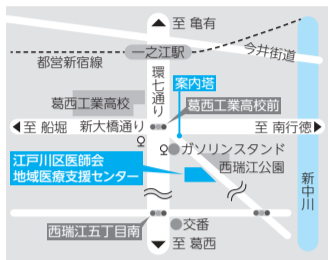 至 亀有
一之江駅
今井街道
都営新宿線
環七通り
案内塔
葛西工業高校
葛西工業高校前
至 船堀
新大橋通り
至 南行徳
ガソリンスタンド
江戸川区医師会
地域医療支援センター
西瑞江公園
新中川
西瑞江五丁目南
交番
至 葛西